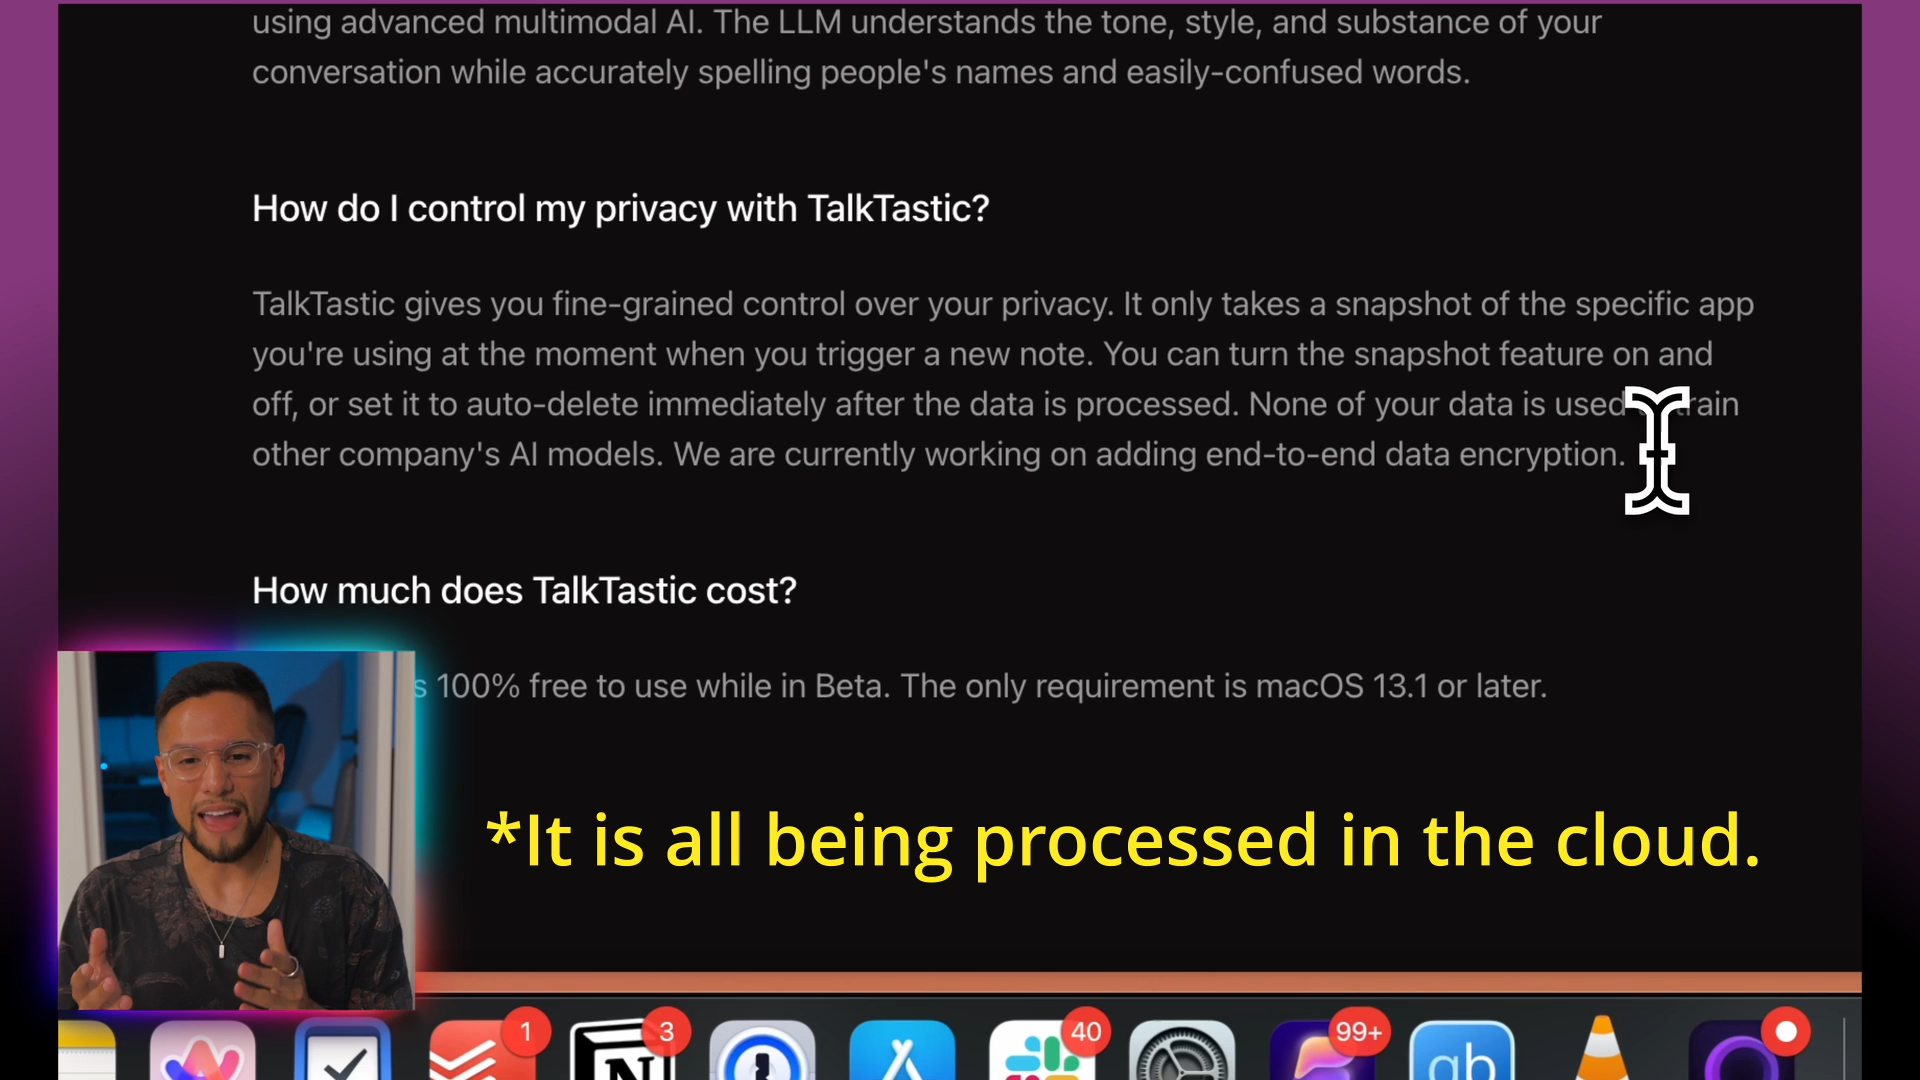 using advanced multimodal AI. The LLM understands the tone, style, and substance of your
conversation while accurately spelling people's names and easily-confused words.
How do I control my privacy with TalkTastic?
TalkTastic gives you fine-grained control over your privacy. It only takes a snapshot of the specific app
you're using at the moment when you trigger a new note. You can turn the snapshot feature on and
off, or set it to auto-delete immediately after the data is processed. None of your data is used
other company's AI models. We are currently working on adding end-to-end data encryption.
How much does TalkTastic cost?
100% free to use while in Beta. The only requirement is macOS 13.1 or later.
*It is all being processed in the cloud.
1
3
40
99+
N
gb